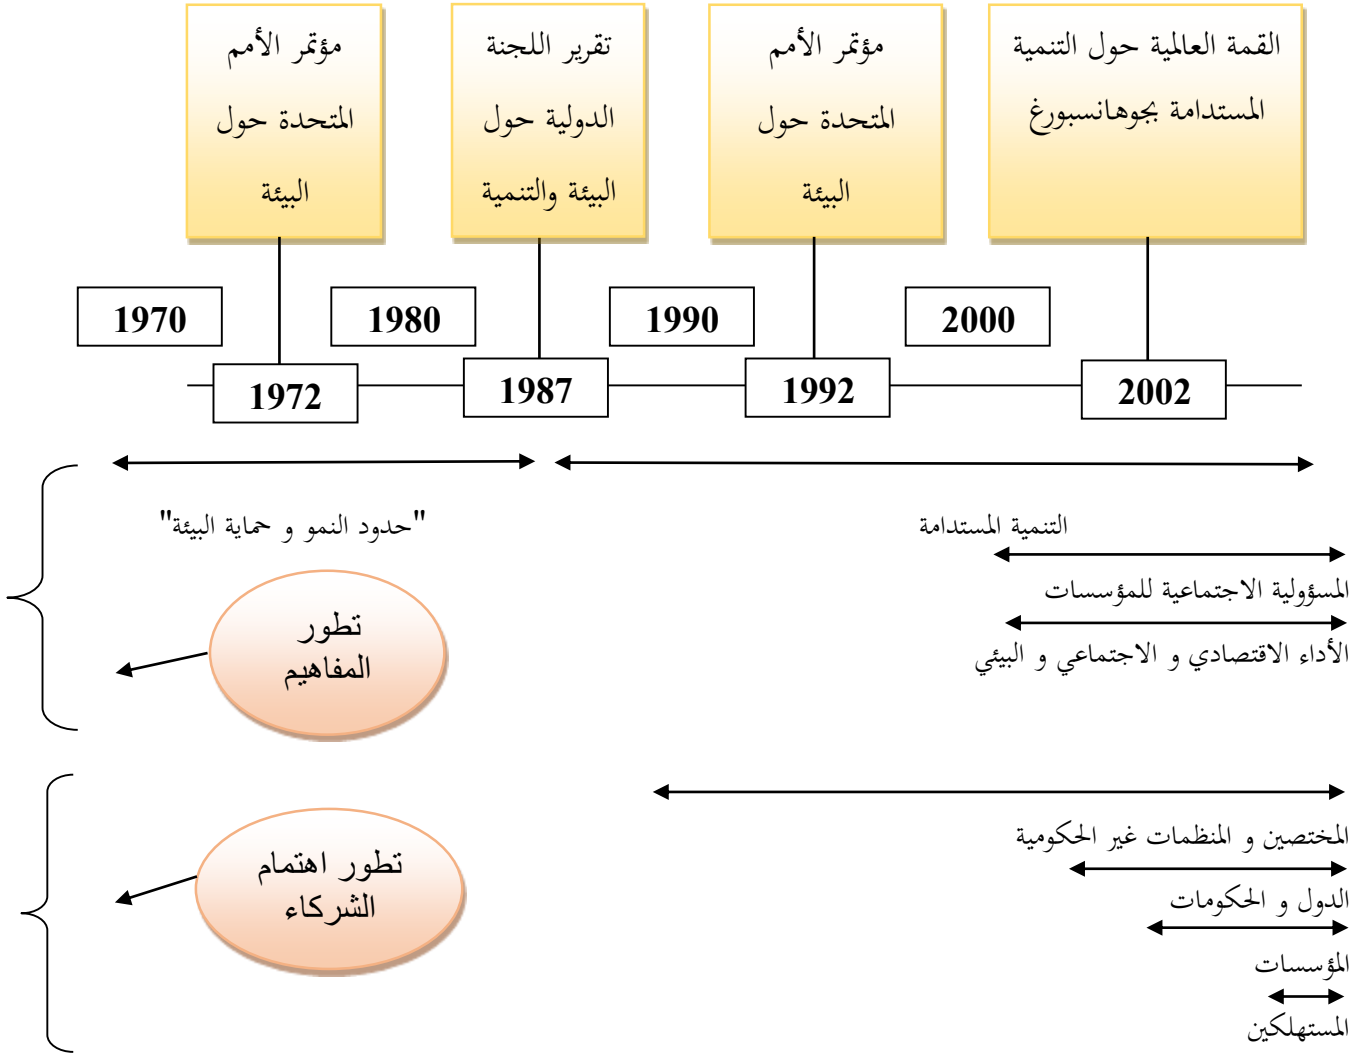 مؤتمر الأمم
المتحدة حول
البيئة
تقرير اللجنة
الدولية حول
البيئة والتنمية
مؤتمر الأمم
المتحدة حول
البيئة
القمة العالمية حول التنمية
المستدامة بجوهانسبورغ
1970
1980
1990
2000
1972
1987
1992
2002
"حدود النمو و حماية البيئة"
التنمية المستدامة
المسؤولية الاجتماعية للمؤسسات
الأداء الاقتصادي و الاجتماعي و البيئي
تطور
المفاهيم
المختصين و المنظمات غير الحكومية
الدول و الحكومات
المؤسسات
المستهلكين
تطور اهتمام
الشركاء